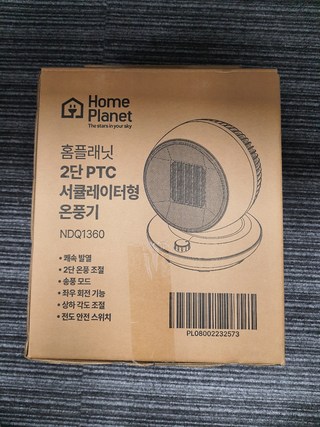 Home
Planet
The stars in your sky
홈플래닛
2단 PTC
서큘레이터형
온풍기
NDQ1360
• 쾌속 발열
• 2단 온풍 조절
• 송풍 모드
• 좌우 회전 기능
• 상하 각도 조절
• 전도 안전 스위치
PL08002232573